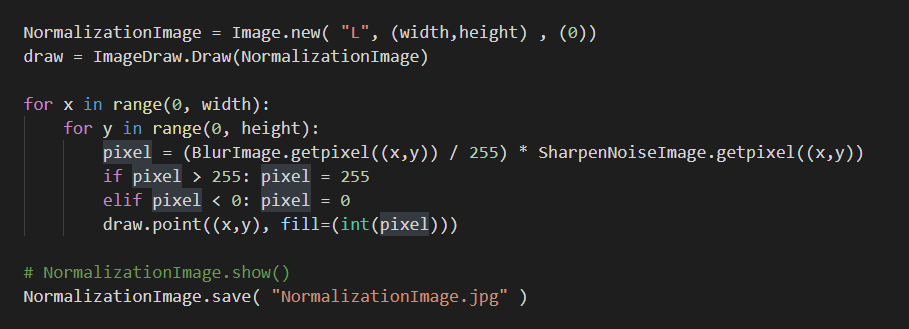 NormalizationImage = Image.new( "L", (width,height) , (0))
draw = ImageDraw.Draw(NormalizationImage)
for x in range(0, width):
for y in range(0, height):
pixel = (BlurImage.getpixel((x,y)) / 255) * SharpenNoiseImage.getpixel((x,y))
if pixel > 255: pixel = 255
elif pixel < 0: pixel = 0
draw.point((x,y), fill=(int(pixel)))
# NormalizationImage.show()
NormalizationImage.save( "NormalizationImage.jpg" )